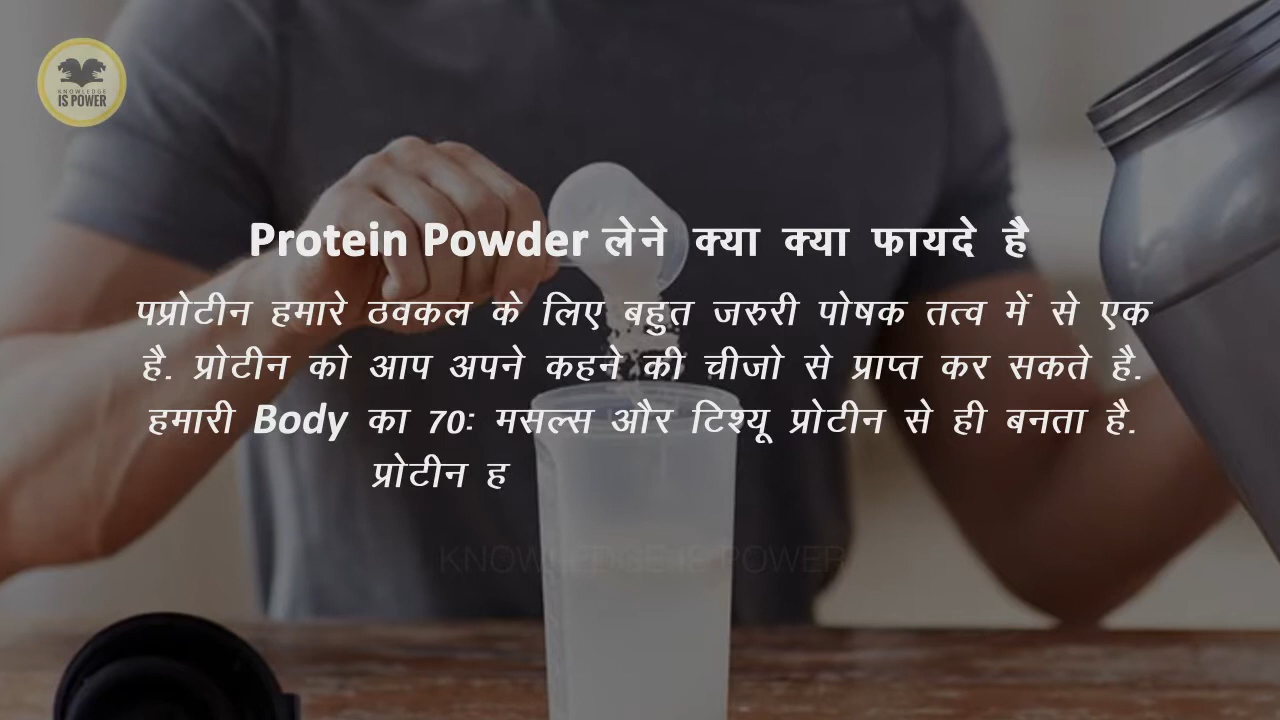 KNOWLEDGE
IS POWER
Protein Powder लेने क्या क्या फायदे है
पप्रोटीन हमारे ठवकल के लिए बहुत जरुरी पोषक तत्व में से एक
है. प्रोटीन को आप अपने कहने की चीजो से प्राप्त कर सकते है.
हमारी Body का 70: मसल्स और टिश्यू प्रोटीन से ही बनता है.
प्रोटीन ह
KNOWLEDGE IS POWER